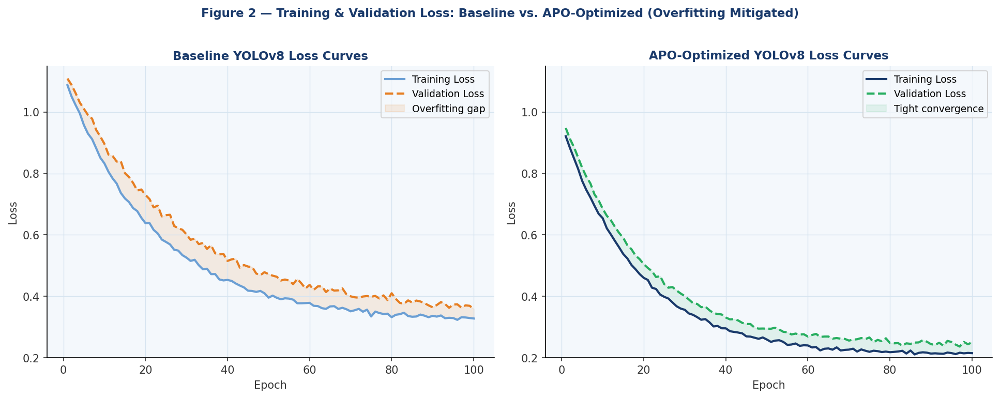 Figure 2 — Training & Validation Loss: Baseline vs. APO-Optimized (Overfitting Mitigated)
Baseline YOLOv8 Loss Curves
Training Loss
Validation Loss
Overfitting gap
Loss
1.0
0.8
0.6
0.4
0.2
0 20 40 60 80 100
Epoch
APO-Optimized YOLOv8 Loss Curves
Training Loss
Validation Loss
Tight convergence
Loss
1.0
0.8
0.6
0.4
0.2
0 20 40 60 80 100
Epoch